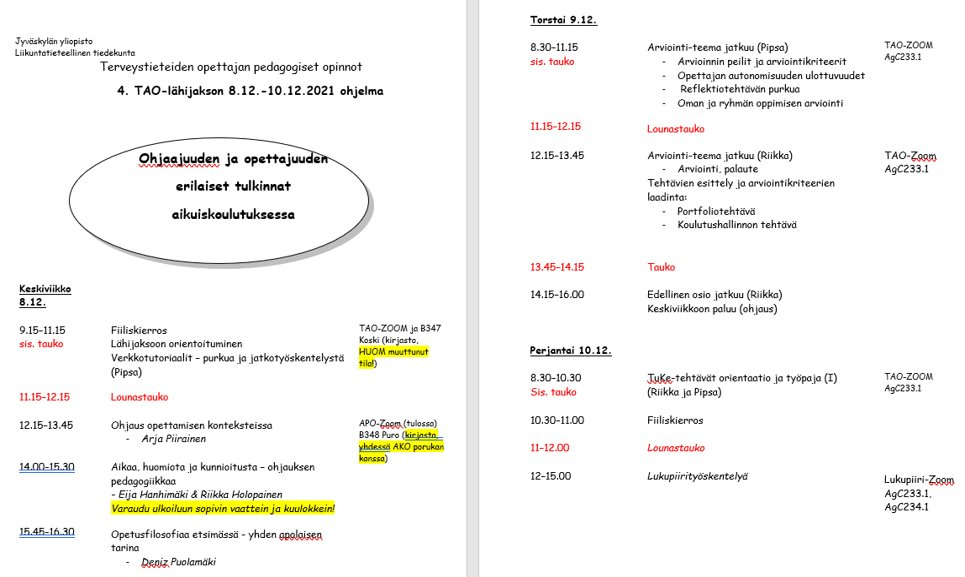 Jyväskylän yliopisto
Liikuntatieteellinen tiedekunta
Terveystieteiden opettajan pedagogiset opinnot
4. TAO-lähijakson 8.12.-10.12.2021 ohjelma
Ohjaajuuden ja opettajuuden
erilaiset tulkinnat
aikuiskoulutuksessa
Keskiviikko
8.12.
9.15-11.15 Fiiliskierros TAO-ZOOM ja B347
sis. tauko Lähijaksoon orientoituminen Koski (kirjasto,
Verkkotutoriaalit – purkua ja jatkotyöskentelystä HUOM muuttunut
(Pipsa) tila!)
11.15-12.15 Lounastauko
12.15-13.45 Ohjaus opettamisen konteksteissa APO-Zoom (tulossa)
- Arja Piirainen B348 Puro (kirjasto,
yhdessä AKO porukan
kanssa)
14.00-15.30 Aikaa, huomiota ja kunnioitusta – ohjauksen
pedagogiikkaa
- Eija Hanhimäki & Riikka Holopainen
Varaudu ulkoiluun sopivin vaattein ja kuulokkein!
15.45-16.30 Opetusfilosofiaa etsimässä – yhden apolaisen
tarina
- Deniz Puolamäki
Torstai 9.12.
8.30-11.15 Arviointi-teema jatkuu (Pipsa) TAO-ZOOM
sis. tauko - Arvioinnin peilit ja arviointikriteerit AgC233.1
- Opettajan autonomisuuden ulottuvuudet
- Reflektiotehtävän purkua
- Oman ja ryhmän oppimisen arviointi
11.15-12.15 Lounastauko
12.15-13.45 Arviointi-teema jatkuu (Riikka) TAO-Zoom
- Arviointi, palaute AgC233.1
Tehtävien esittely ja arviointikriteerien
laadinta:
- Portfoliotehtävä
- Koulutushallinnon tehtävä
13.45-14.15 Tauko
14.15-16.00 Edellinen osio jatkuu (Riikka)
Keskiviikkoon paluu (ohjaus)
Perjantai 10.12.
8.30-10.30 TuKe-tehtävät orientaatio ja työpaja (I) TAO-ZOOM
Sis. tauko (Riikka ja Pipsa) AgC233.1
10.30-11.00 Fiiliskierros
11-12.00 Lounastauko
12-15.00 Lukupiirityöskentelyä Lukupiiri-Zoom
AgC233.1,
AgC234.1